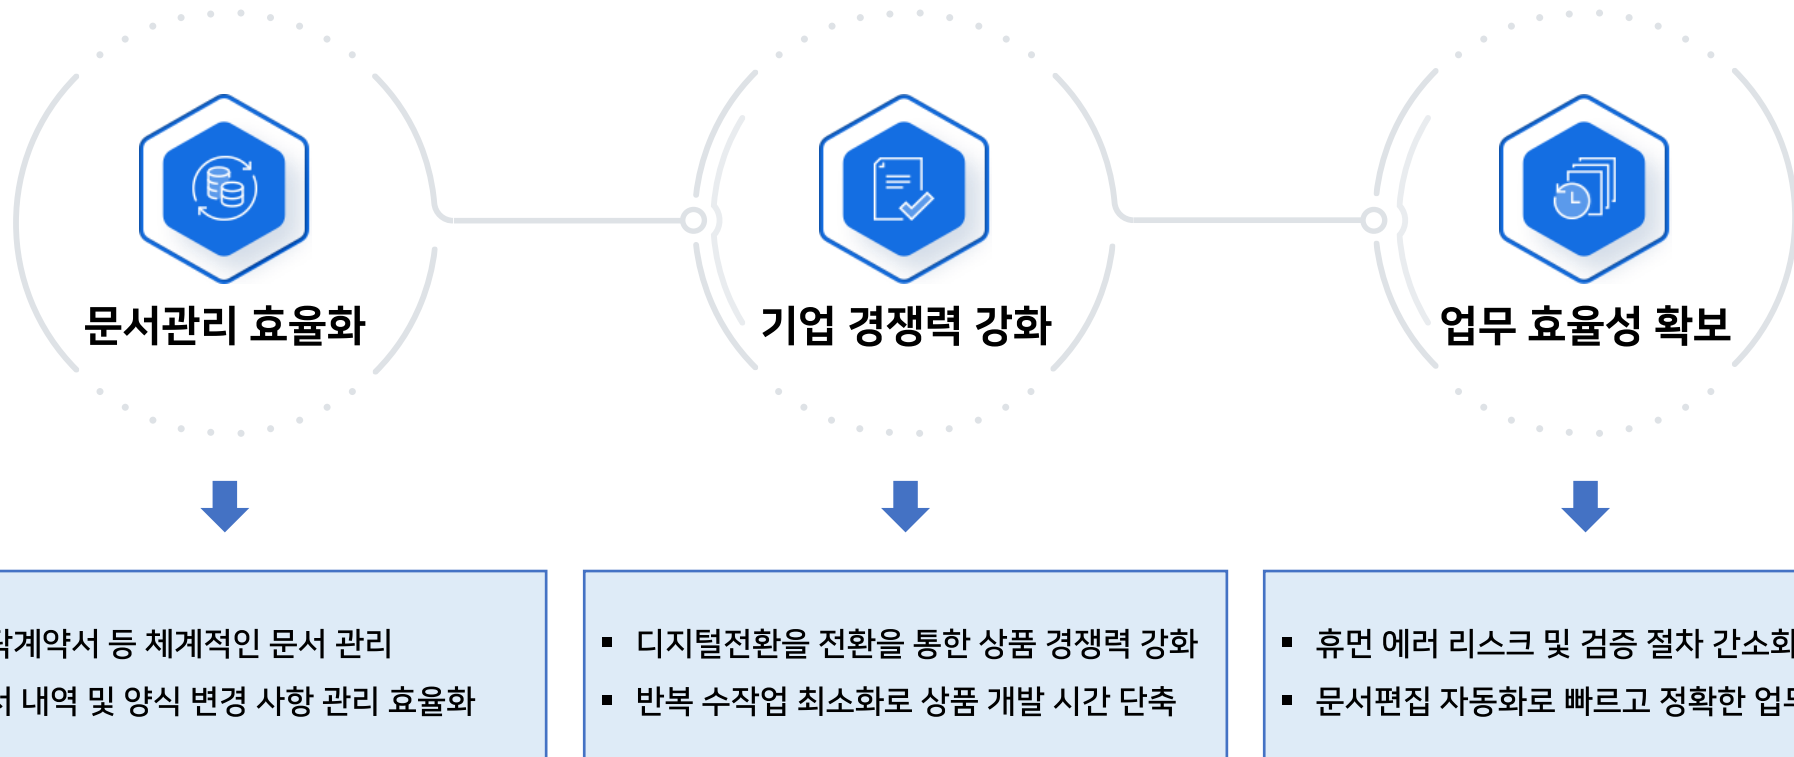 문서관리 효율화
기업 경쟁력 강화
업무 효율성 확보
등 체계적인 문서 관리
내역 및 양식 변경 사항 관리 효율화
▪ 디지털전환을 전환을 통한 상품 경쟁력 강화
▪ 반복 수작업 최소화로 상품 개발 시간 단축
▪ 휴먼 에러 리스크 및 검증 절차 간소화
▪ 문서편집 자동화로 빠르고 정확한